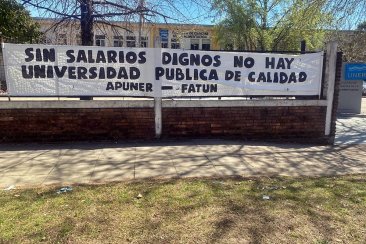 SIN SALARIOS DIGNOS NO HAY
UNIVERSIDAD PUBLICA DE CALIDAD
APUNER — FATUN